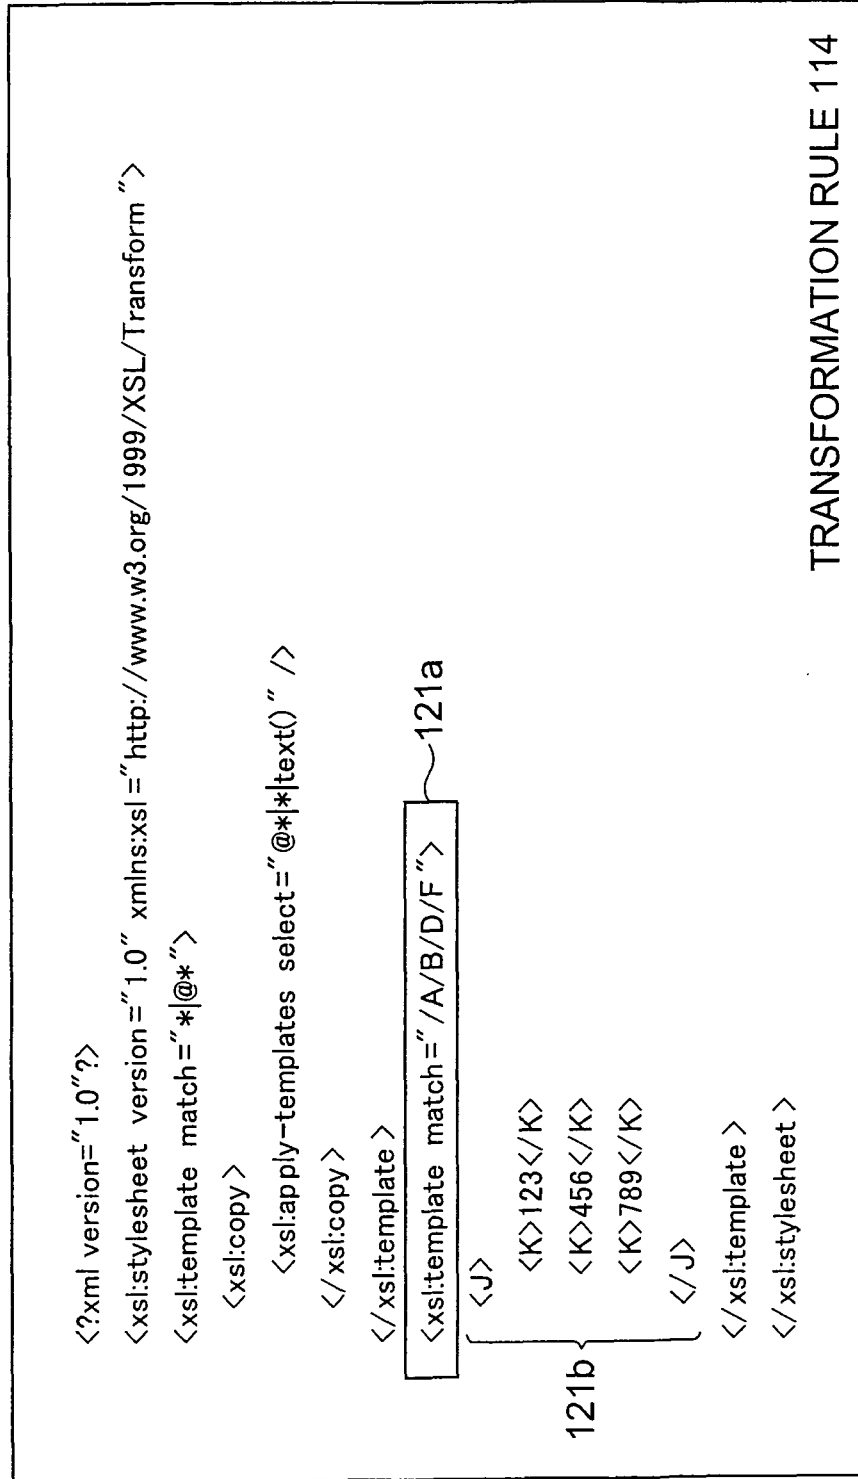 <?xml version="1.0"?>
<xsl:stylesheet version="1.0" xmlns:xsl="http://www.w3.org/1999/XSL/Transform">
<xsl:template match="*|@*">
<xsl:copy>
<xsl:apply-templates select="@*|*|text()" />
</xsl:copy>
</xsl:template>
<xsl:template match="/A/B/D/F">
121a
<J>
<K>123</K>
<K>456</K>
<K>789</K>
</J>
121b
</xsl:template>
</xsl:stylesheet>
TRANSFORMATION RULE 114